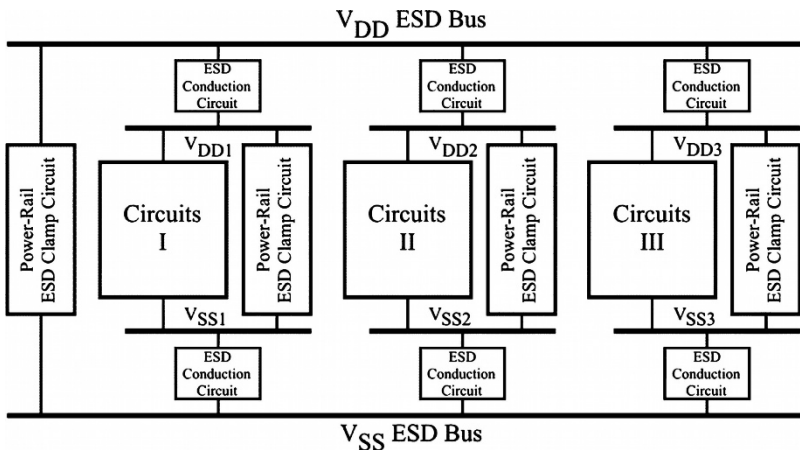 VDD ESD Bus
ESD
Conduction
Circuit
ESD
Conduction
Circuit
ESD
Conduction
Circuit
VDD1
VDD2
VDD3
Power-Rail
ESD Clamp Circuit
Circuits
I
Power-Rail
ESD Clamp Circuit
Circuits
II
Power-Rail
ESD Clamp Circuit
Circuits
III
Power-Rail
ESD Clamp Circuit
VSS1
VSS2
VSS3
ESD
Conduction
Circuit
ESD
Conduction
Circuit
ESD
Conduction
Circuit
VSS ESD Bus